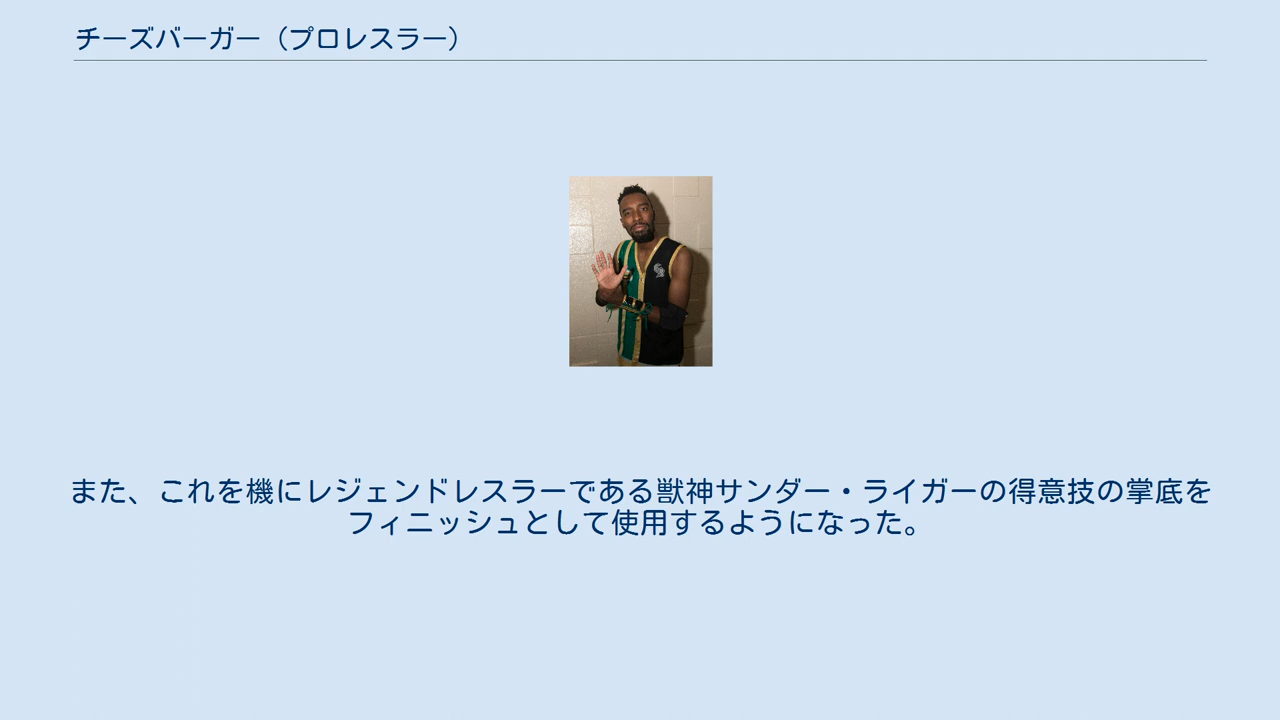 チーズバーガー（プロレスラー）
また、これを機にレジェンドレスラーである獣神サンダー・ライガーの得意技の掌底を
フィニッシュとして使用するようになった。